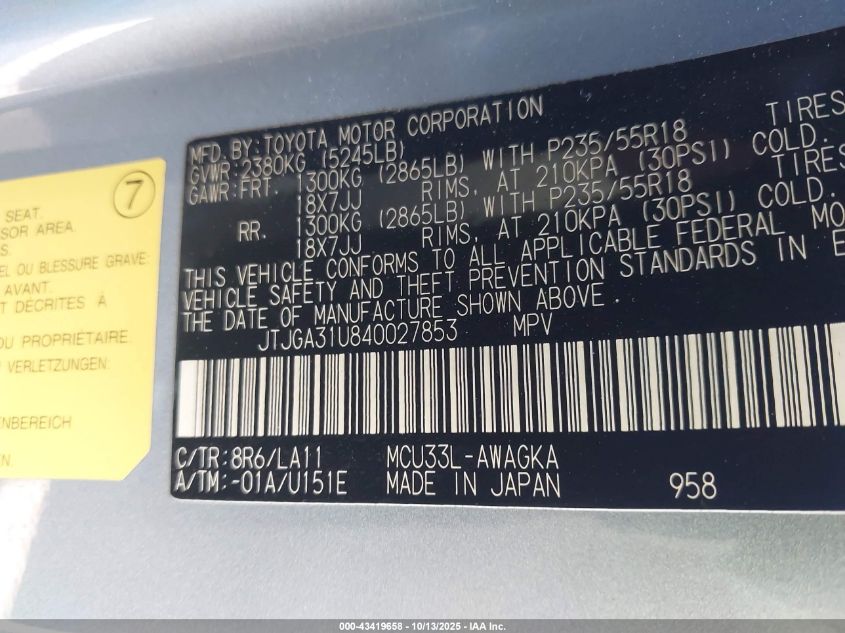 7
SEAT.
SOR AREA.
S.
EL OU BLESSURE GRAVE:
AVANT.
T DÉCRITES À
U PROPRIÉTAIRE.
VERLETZUNGEN:
ENBEREICH
EN
MFD. BY: TOYOTA MOTOR CORPORATION
GVWR: 2380KG (5245LB)
GAWR: FRT. 1300KG (2865LB) WITH P235/55R18 TIRES
18X7JJ RIMS, AT 210KPA (30PSI) COLD.
RR. 1300KG (2865LB) WITH P235/55R18 TIRES
18X7JJ RIMS, AT 210KPA (30PSI) COLD.
THIS VEHICLE CONFORMS TO ALL APPLICABLE FEDERAL MO
VEHICLE SAFETY AND THEFT PREVENTION STANDARDS IN E
THE DATE OF MANUFACTURE SHOWN ABOVE.
JTJGA31U840027853 MPV
C/TR: 8R6/LA11 MCU33L-AWAGKA
A/TM: -01A/U151E MADE IN JAPAN 958
000-43419658 - 10/13/2025 - IAA Inc.